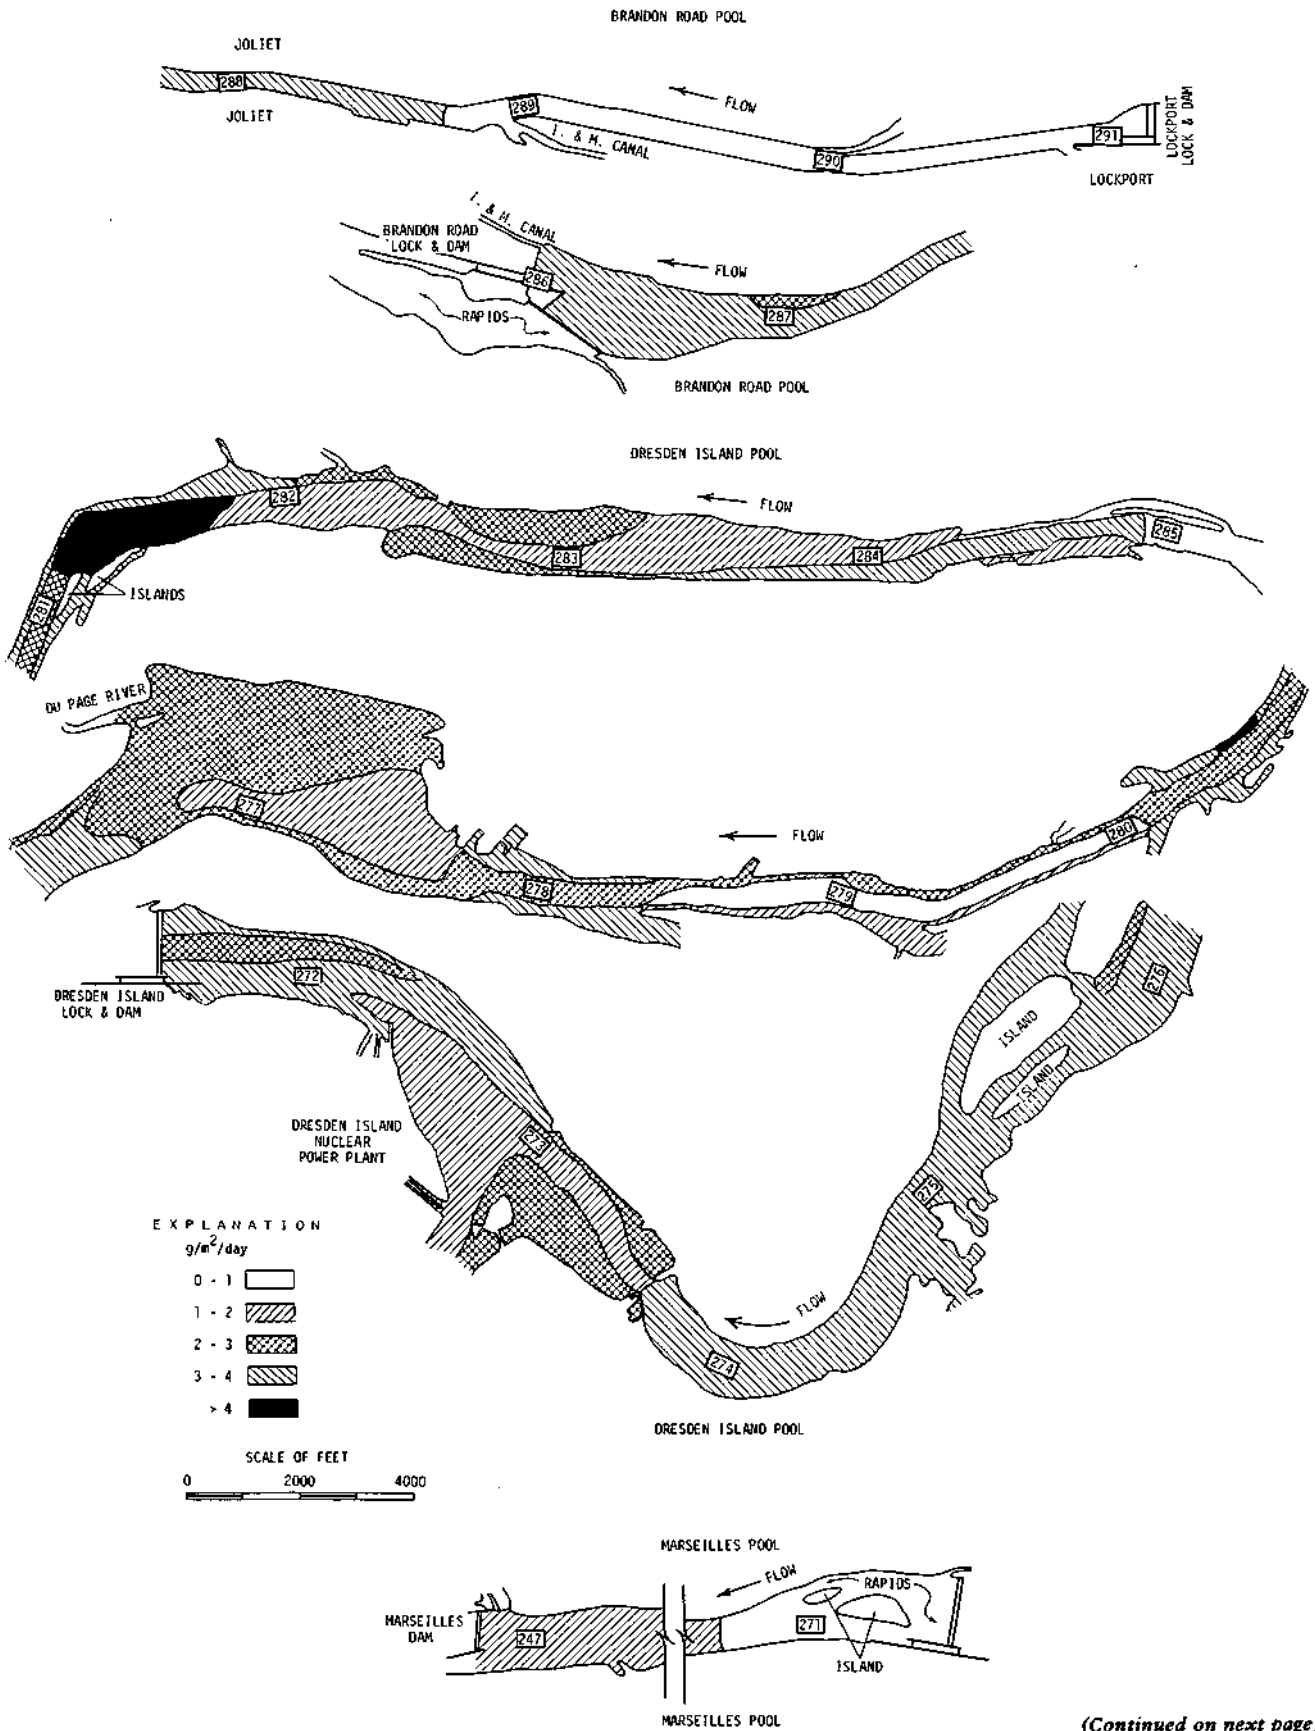 BRANDON ROAD POOL
JOLIET
288
JOLIET
289
FLOW
I. & M. CANAL
290
291
LOCKPORT
LOCK & DAM
LOCKPORT
I. & M. CANAL
BRANDON ROAD
LOCK & DAM
286
FLOW
RAPIDS
287
BRANDON ROAD POOL
DRESDEN ISLAND POOL
282
FLOW
283
284
285
281
ISLANDS
DU PAGE RIVER
277
FLOW
280
278
279
272
DRESDEN ISLAND
LOCK & DAM
276
ISLAND
ISLAND
DRESDEN ISLAND
NUCLEAR
POWER PLANT
273
275
EXPLANATION
g/m²/day
0 - 1
1 - 2
2 - 3
3 - 4
> 4
FLOW
274
DRESDEN ISLAND POOL
SCALE OF FEET
0 2000 4000
MARSEILLES POOL
FLOW
RAPIDS
MARSEILLES
DAM
247
271
ISLAND
MARSEILLES POOL
(Continued on next page